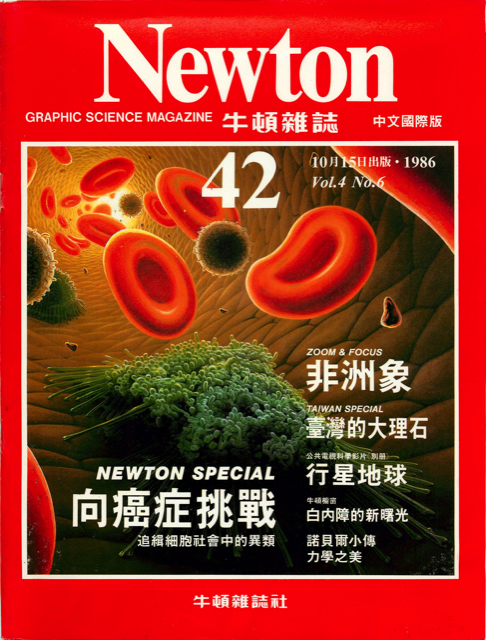 Newton
GRAPHIC SCIENCE MAGAZINE 牛頓雜誌 中文國際版
42
10月15日出版・1986
Vol.4 No.6
ZOOM & FOCUS
非洲象
TAIWAN SPECIAL
臺灣的大理石
公共電視科學影片〈別冊〉
行星地球
白內障的新曙光
諾貝爾小傳
力學之美
NEWTON SPECIAL
向癌症挑戰
追緝細胞社會中的異類
牛頓雜誌社